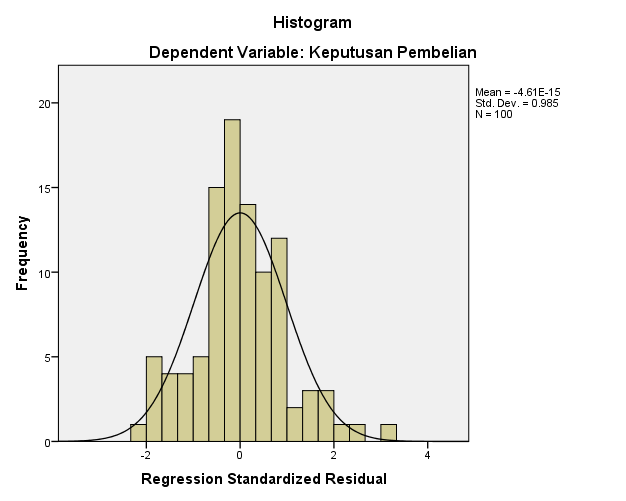 Histogram
Dependent Variable: Keputusan Pembelian
Mean = -4.61E-15
Std. Dev. = 0.985
N = 100
Frequency
20
15
10
5
0
-2
0
2
4
Regression Standardized Residual